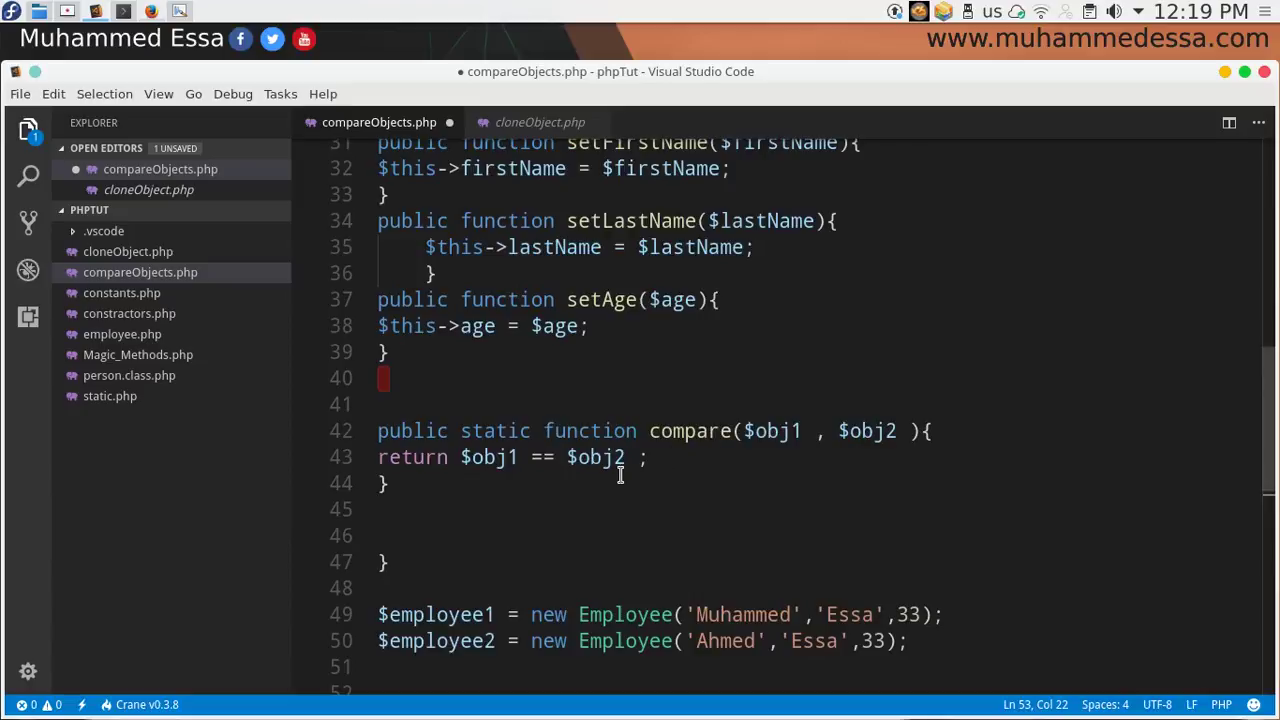 us 12:19 PM
Muhammed Essa
www.muhammedessa.com
● compareObjects.php - phpTut - Visual Studio Code
File Edit Selection View Go Debug Tasks Help
EXPLORER
compareObjects.php
cloneObject.php
OPEN EDITORS 1 UNSAVED
compareObjects.php
cloneObject.php
PHPTUT
.vscode
cloneObject.php
compareObjects.php
constants.php
constractors.php
employee.php
Magic_Methods.php
person.class.php
static.php
1
31 public function setFirstName($firstName){
32 $this->firstName = $firstName;
33 }
34 public function setLastName($lastName){
35 $this->lastName = $lastName;
36 }
37 public function setAge($age){
38 $this->age = $age;
39 }
40
41
42 public static function compare($obj1 , $obj2 ){
43 return $obj1 == $obj2 ;
44 }
45
46
47 }
48
49 $employee1 = new Employee('Muhammed','Essa',33);
50 $employee2 = new Employee('Ahmed','Essa',33);
51
52
0 0 Crane v0.3.8 Ln 53, Col 22 Spaces: 4 UTF-8 LF PHP